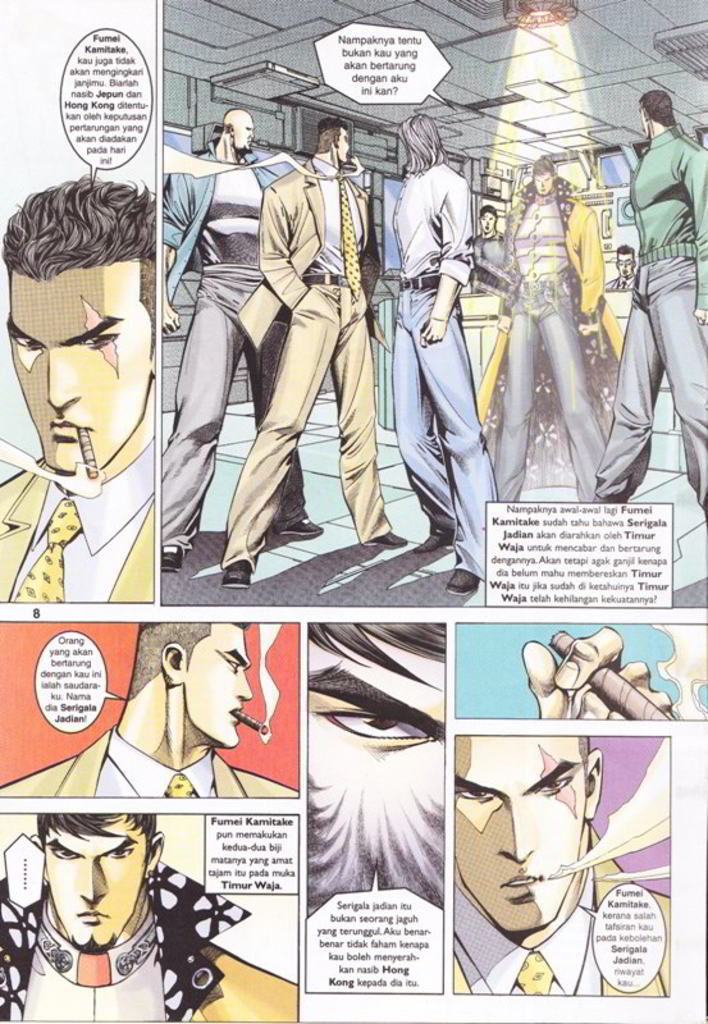 Fumei
Kamitake,
kau juga tidak
akan mengingkari
janjimu. Biarlah
nasib Jepun dan
Hong Kong ditentu-
kan oleh keputusan
pertarungan yang
akan diadakan
pada hari
ini!
Nampaknya tentu
bukan kau yang
akan bertarung
dengan aku
ini kan?
Nampaknya awal-awal lagi Fumei
Kamitake sudah tahu bahawa Serigala
Jadian akan diarahkan oleh Timur
Waja untuk mencabar dan bertarung
dengannya. Akan tetapi agak ganjil kenapa
dia belum mahu membereskan Timur
Waja itu jika sudah di ketahuinya Timur
Waja telah kehilangan kekuatannya?
8
Orang
yang akan
bertarung
dengan kau ini
ialah saudara-
ku. Nama
dia Serigala
Jadian!
Fumei Kamitake
pun memakukan
kedua-dua biji
matanya yang amat
tajam itu pada muka
Timur Waja.
........
Serigala jadian itu
bukan seorang jaguh
yang terunggul. Aku benar-
benar tidak faham kenapa
kau boleh menyerah-
kan nasib Hong
Kong kepada dia itu.
Fumei
Kamitake,
kerana salah
tafsiran kau
pada kebolehan
Serigala
Jadian,
riwayat
kau...